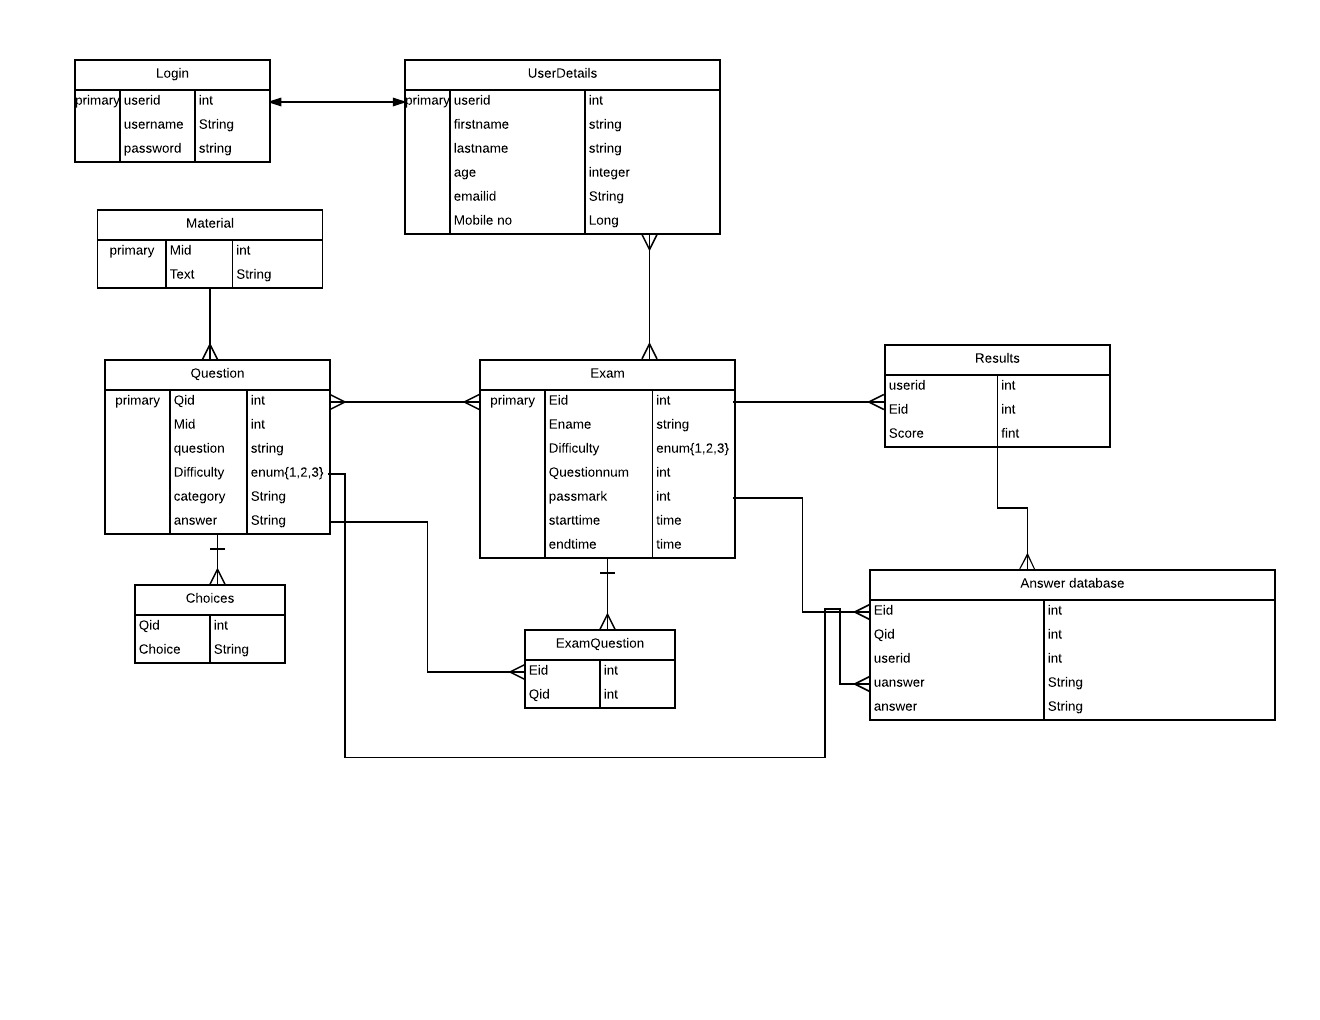 Login
primary userid int
username String
password string
UserDetails
primary userid int
firstname string
lastname string
age integer
emailid String
Mobile no Long
Material
primary Mid int
Text String
Question
primary Qid int
Mid int
question string
Difficulty enum{1,2,3}
category String
answer String
Exam
primary Eid int
Ename string
Difficulty enum{1,2,3}
Questionnum int
passmark int
starttime time
endtime time
Results
userid int
Eid int
Score fint
Choices
Qid int
Choice String
ExamQuestion
Eid int
Qid int
Answer database
Eid int
Qid int
userid int
uanswer String
answer String